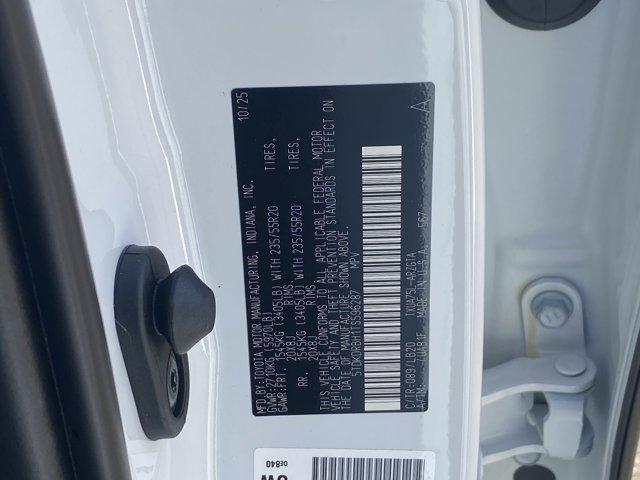 MFD BY:TOYOTA MOTOR MANUFACTURING, INDIANA, INC. 10/25
GVWR:2710KG (5970LB)
GAWR:FRT. 1545KG (3405LB) WITH 235/55R20 TIRES,
20X8J RIMS
RR. 1545KG (3405LB) WITH 235/55R20 TIRES,
20X8J RIMS
THIS VEHICLE CONFORMS TO ALL APPLICABLE FEDERAL MOTOR
VEHICLE SAFETY AND THEFT PREVENTION STANDARDS IN EFFECT ON
THE DATE OF MANUFACTURE SHOWN ABOVE.
MPV
C/TR:089/LB20
MADE IN U.S.A. 567
A
0E840